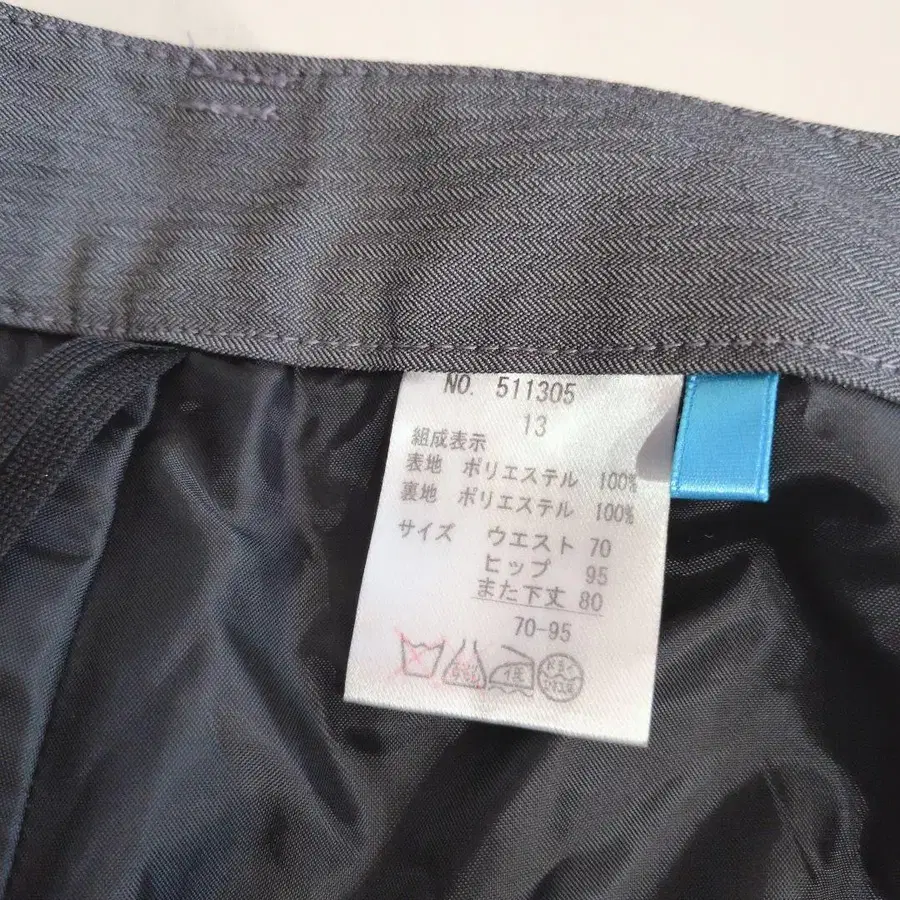 NO. 511305
13
組成表示
表地 ポリエステル 100%
裏地 ポリエステル 100%
サイズ ウエスト 70
ヒップ 95
また下丈 80
70-95